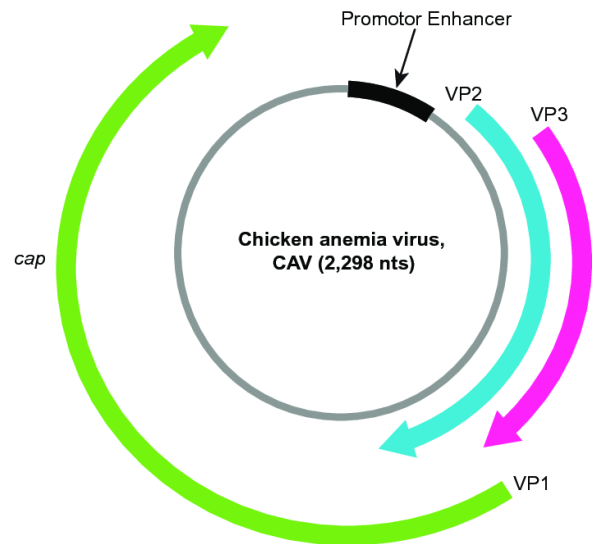 Promotor Enhancer
VP2
VP3
Chicken anemia virus,
CAV (2,298 nts)
cap
VP1